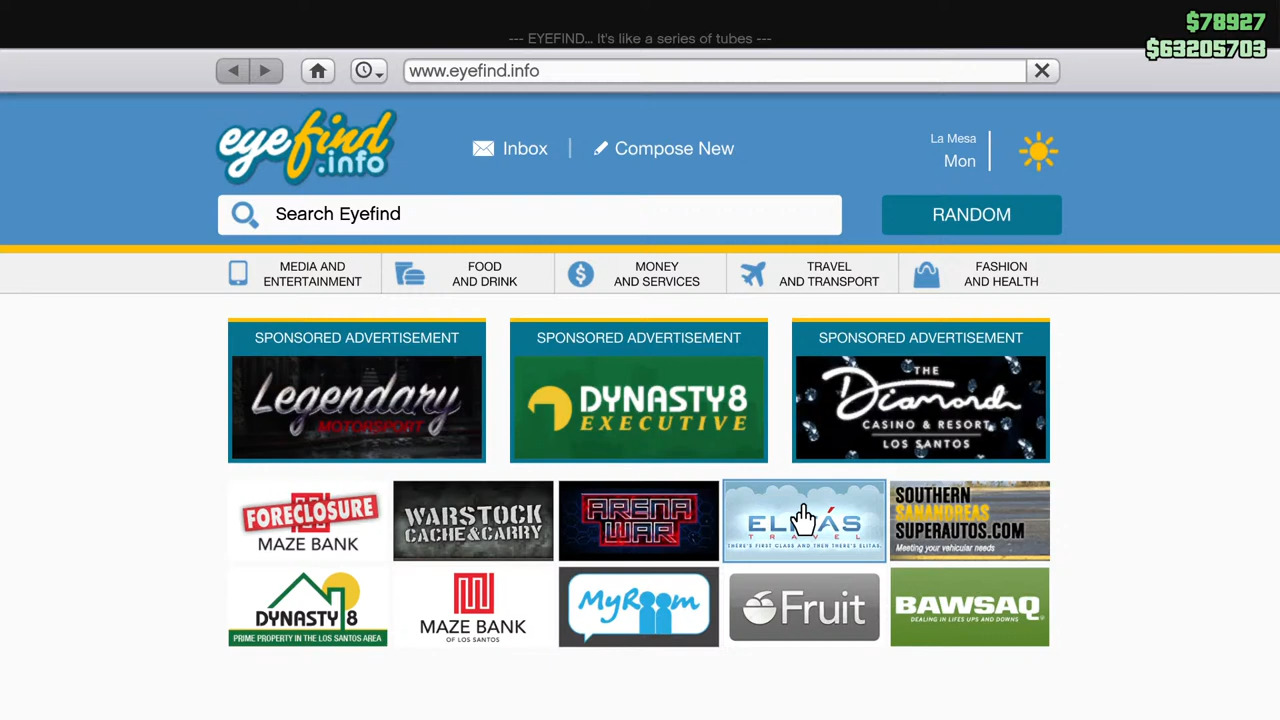 $78927
--- EYEFIND... It's like a series of tubes ---
$63205703
www.eyefind.info
eyefind
.info
Inbox
Compose New
La Mesa
Mon
Search Eyefind
RANDOM
MEDIA AND
ENTERTAINMENT
FOOD
AND DRINK
MONEY
AND SERVICES
TRAVEL
AND TRANSPORT
FASHION
AND HEALTH
SPONSORED ADVERTISEMENT
Legendary
MOTORSPORT
SPONSORED ADVERTISEMENT
DYNASTY8
EXECUTIVE
SPONSORED ADVERTISEMENT
THE
Diamond
CASINO & RESORT
LOS SANTOS
FORECLOSURE
MAZE BANK
WARSTOCK
CACHE&CARRY
ARENA
WAR
ELITÁS
TRAVEL
THERE'S FIRST CLASS AND THEN THERE'S ELITAS.
SOUTHERN
SANANDREAS
SUPERAUTOS.COM
Meeting your vehicular needs
DYNASTY 8
PRIME PROPERTY IN THE LOS SANTOS AREA
MAZE BANK
OF LOS SANTOS
MyRoom
Fruit
BAWSAQ
DEALING IN LIFES UPS AND DOWNS